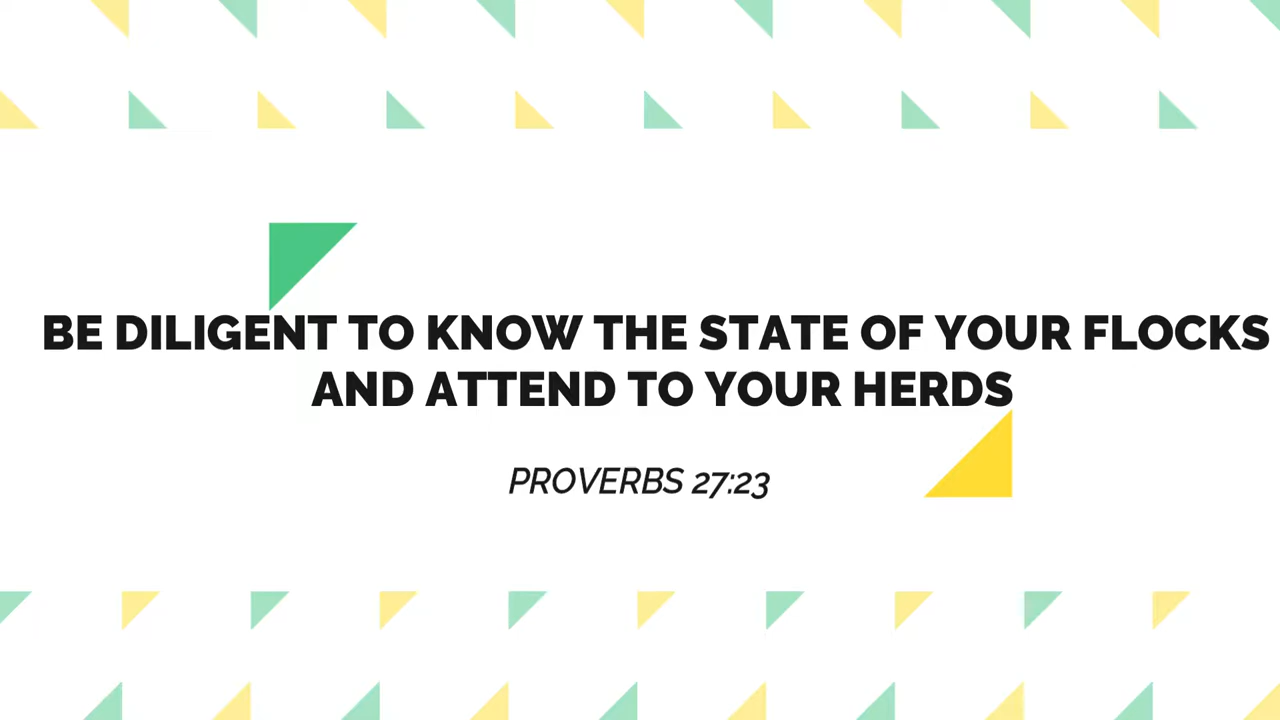 BE DILIGENT TO KNOW THE STATE OF YOUR FLOCKS
AND ATTEND TO YOUR HERDS
PROVERBS 27:23